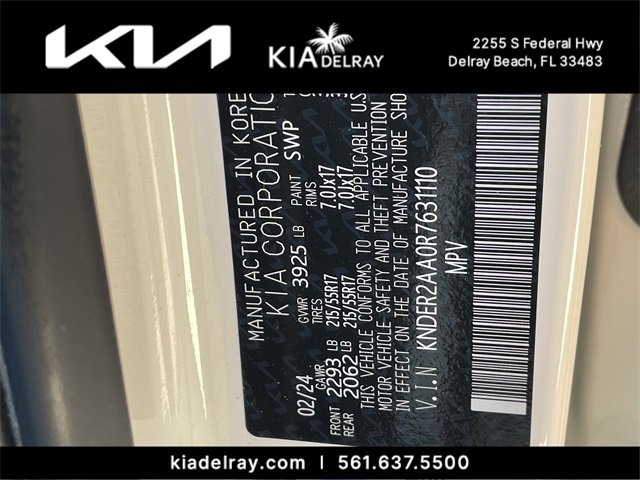 KIA
KIA DELRAY
2255 S Federal Hwy
Delray Beach, FL 33483
MANUFACTURED IN KORE
KIA CORPORATIO
02/24 GVWR 3925 LB PAINT SWP
GAWR TIRES RIMS
FRONT 2293 LB 215/55R17 7.0Jx17
REAR 2062 LB 215/55R17 7.0Jx17
THIS VEHICLE CONFORMS TO ALL APPLICABLE U.S
MOTOR VEHICLE SAFETY AND THEFT PREVENTION
IN EFFECT ON THE DATE OF MANUFACTURE SHO
V.I.N KNDER2AA0R7631110
MPV
kiadelray.com | 561.637.5500